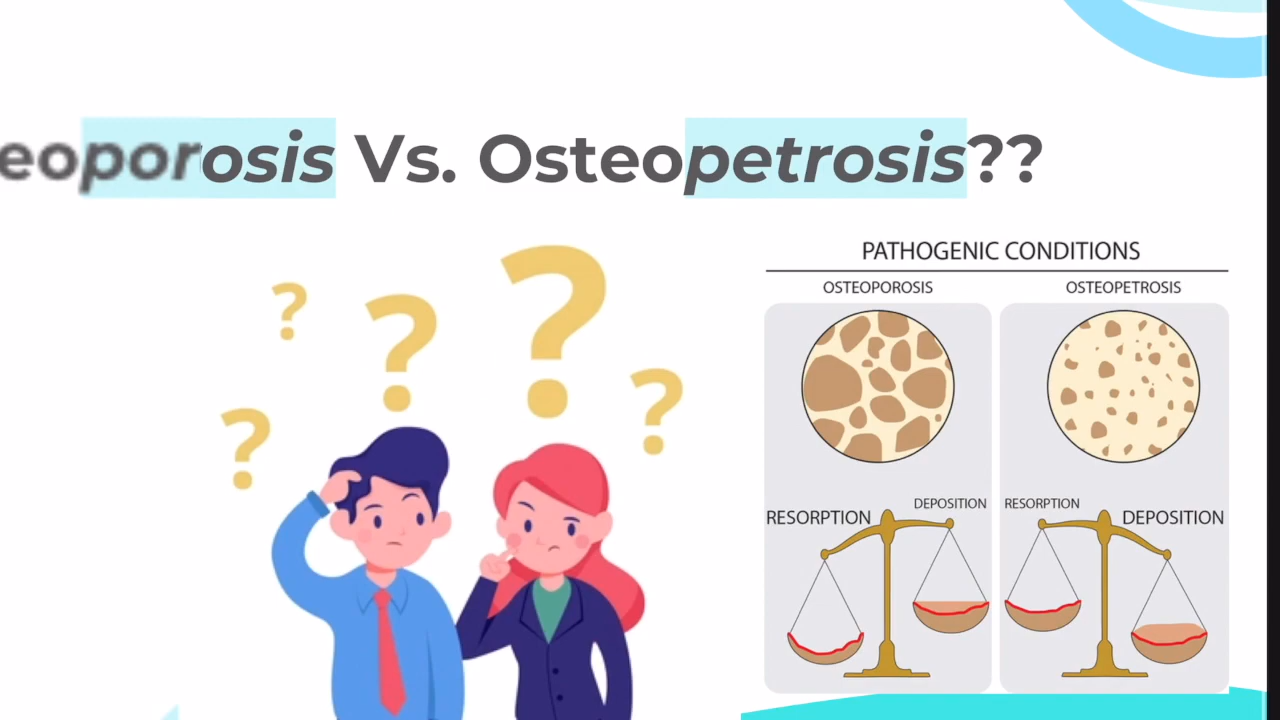 eoporosis Vs. Osteopetrosis??
? ? ? ? ?
PATHOGENIC CONDITIONS
OSTEOPOROSIS OSTEOPETROSIS
DEPOSITION RESORPTION
RESORPTION DEPOSITION